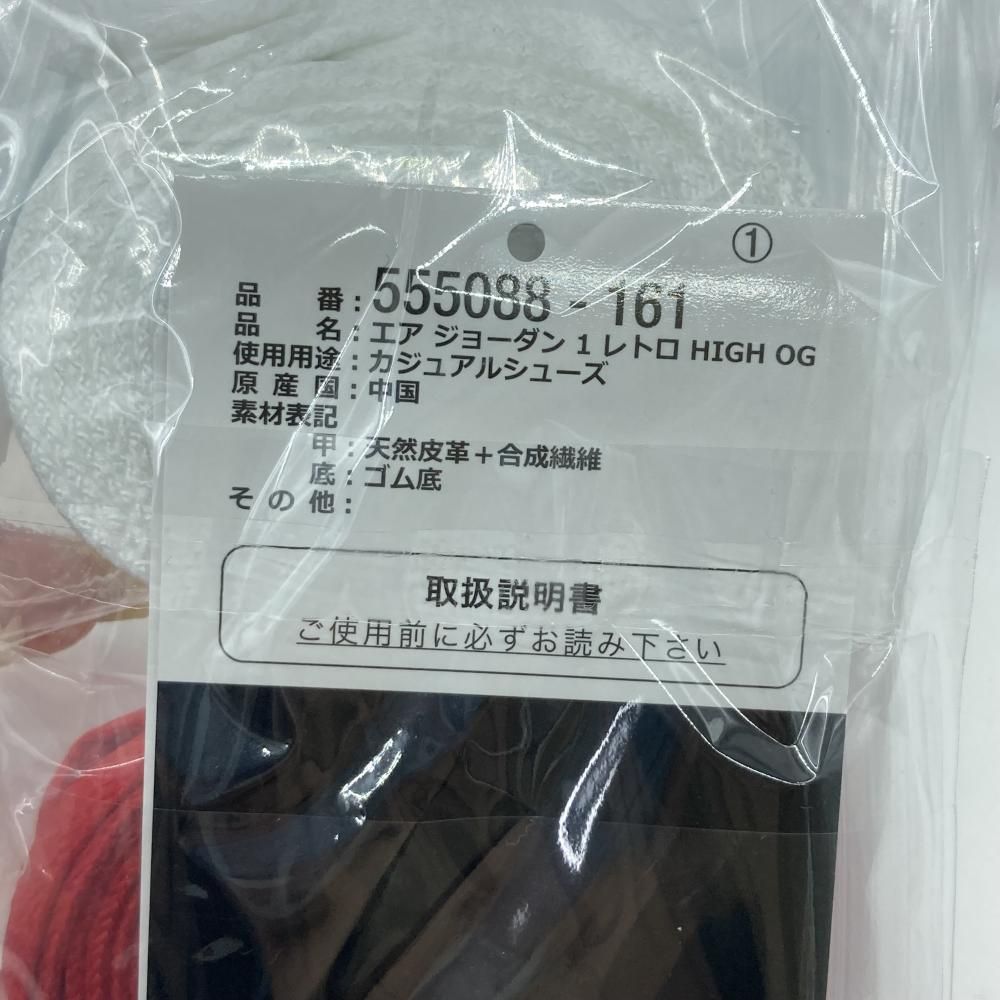 ①
品番：555088-161
品名：エア ジョーダン 1 レトロ HIGH OG
使用用途：カジュアルシューズ
原産国：中国
素材表記
甲：天然皮革＋合成繊維
底：ゴム底
その他：
取扱説明書
ご使用前に必ずお読み下さい